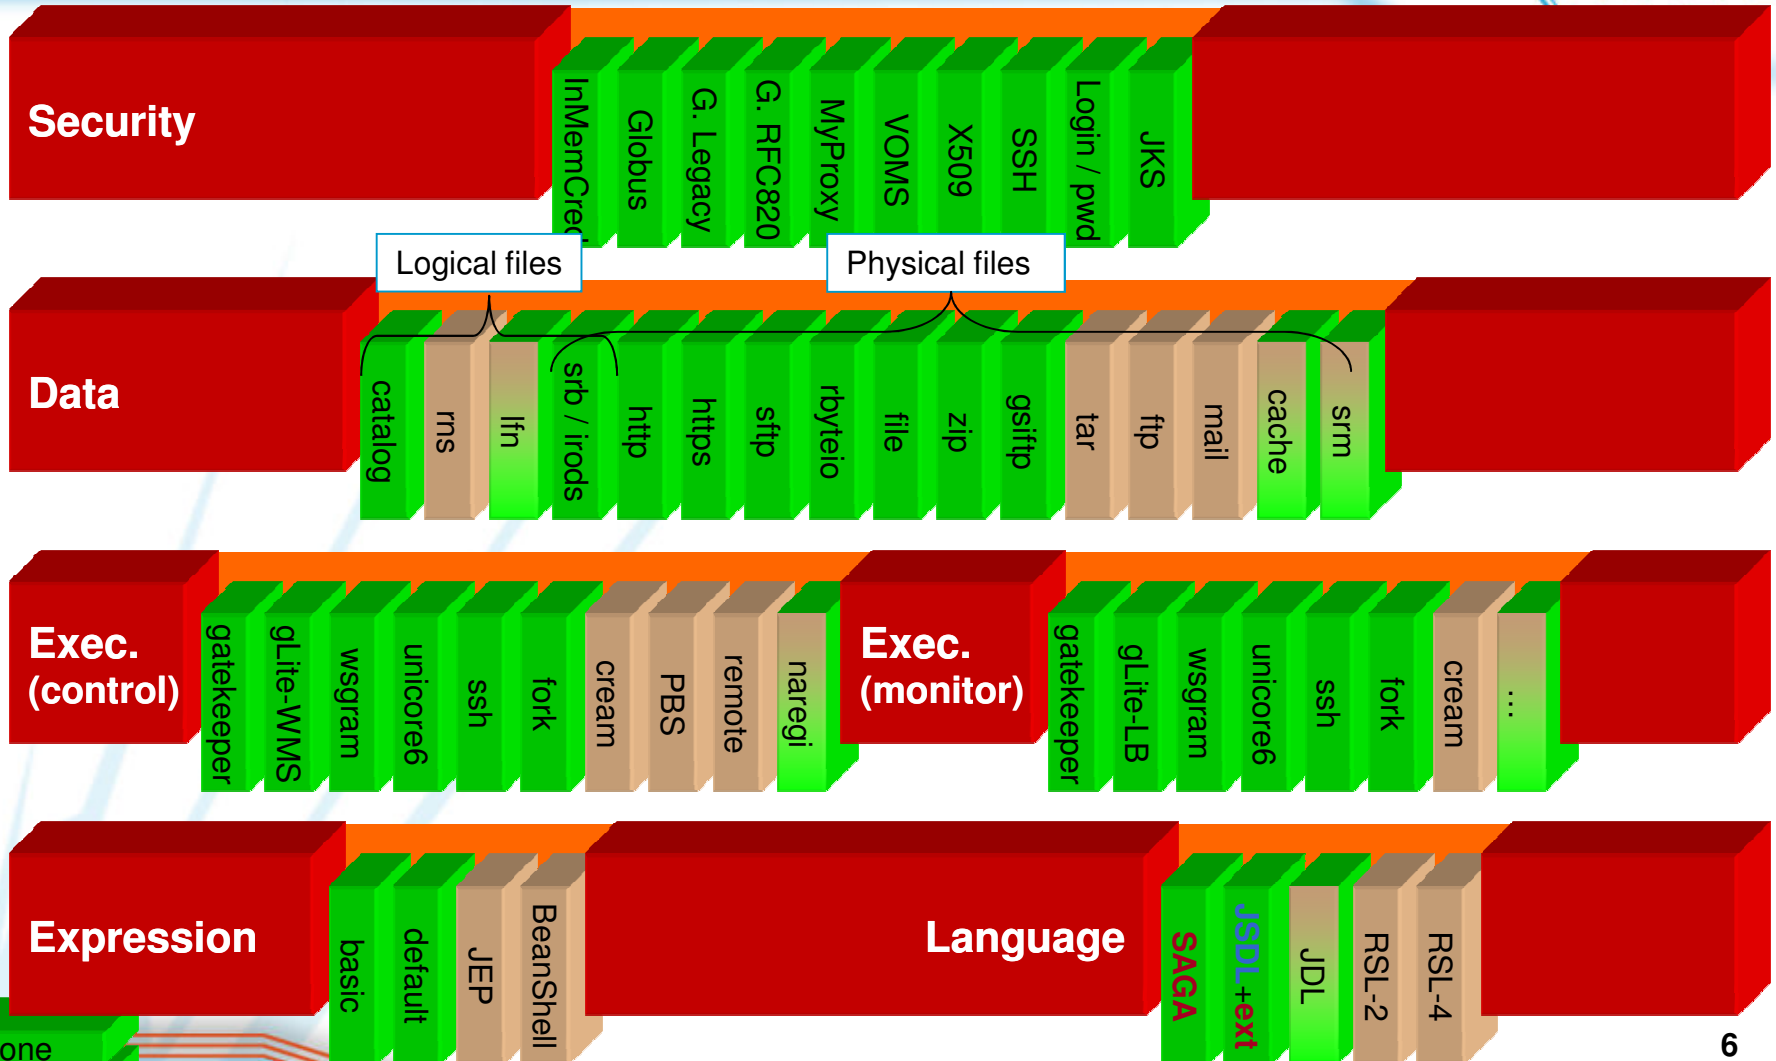 Security
InMemCred
Globus
G. Legacy
G. RFC820
MyProxy
VOMS
X509
SSH
Login / pwd
JKS
Logical files
Physical files
Data
catalog
rns
lfn
srb / irods
http
https
sftp
rbyteio
file
zip
gsiftp
tar
ftp
mail
cache
srm
Exec.
(control)
gatekeeper
gLite-WMS
wsgram
unicore6
ssh
fork
cream
PBS
remote
naregi
Exec.
(monitor)
gatekeeper
gLite-LB
wsgram
unicore6
ssh
fork
cream
...
Expression
basic
default
JEP
BeanShell
Language
SAGA
JSDL+ext
JDL
RSL-2
RSL-4
one
6